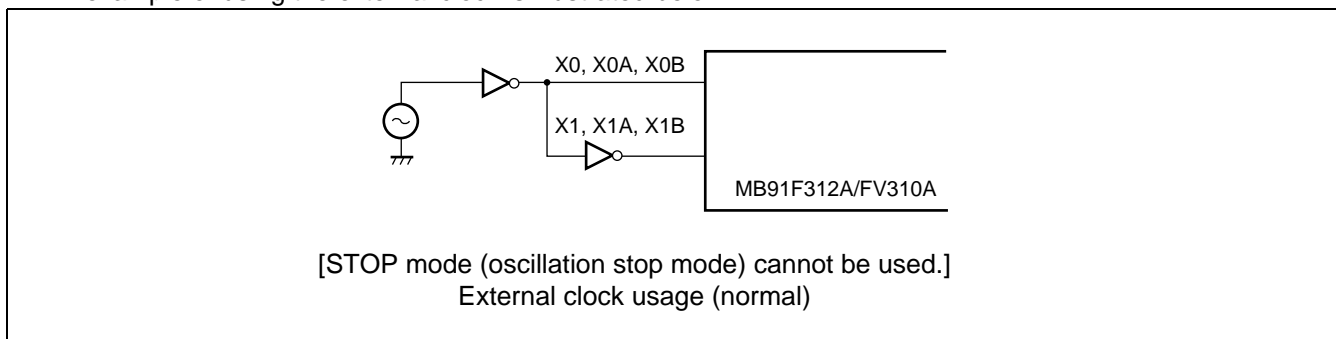 X0, X0A, X0B
X1, X1A, X1B
MB91F312A/FV310A
[STOP mode (oscillation stop mode) cannot be used.]
External clock usage (normal)